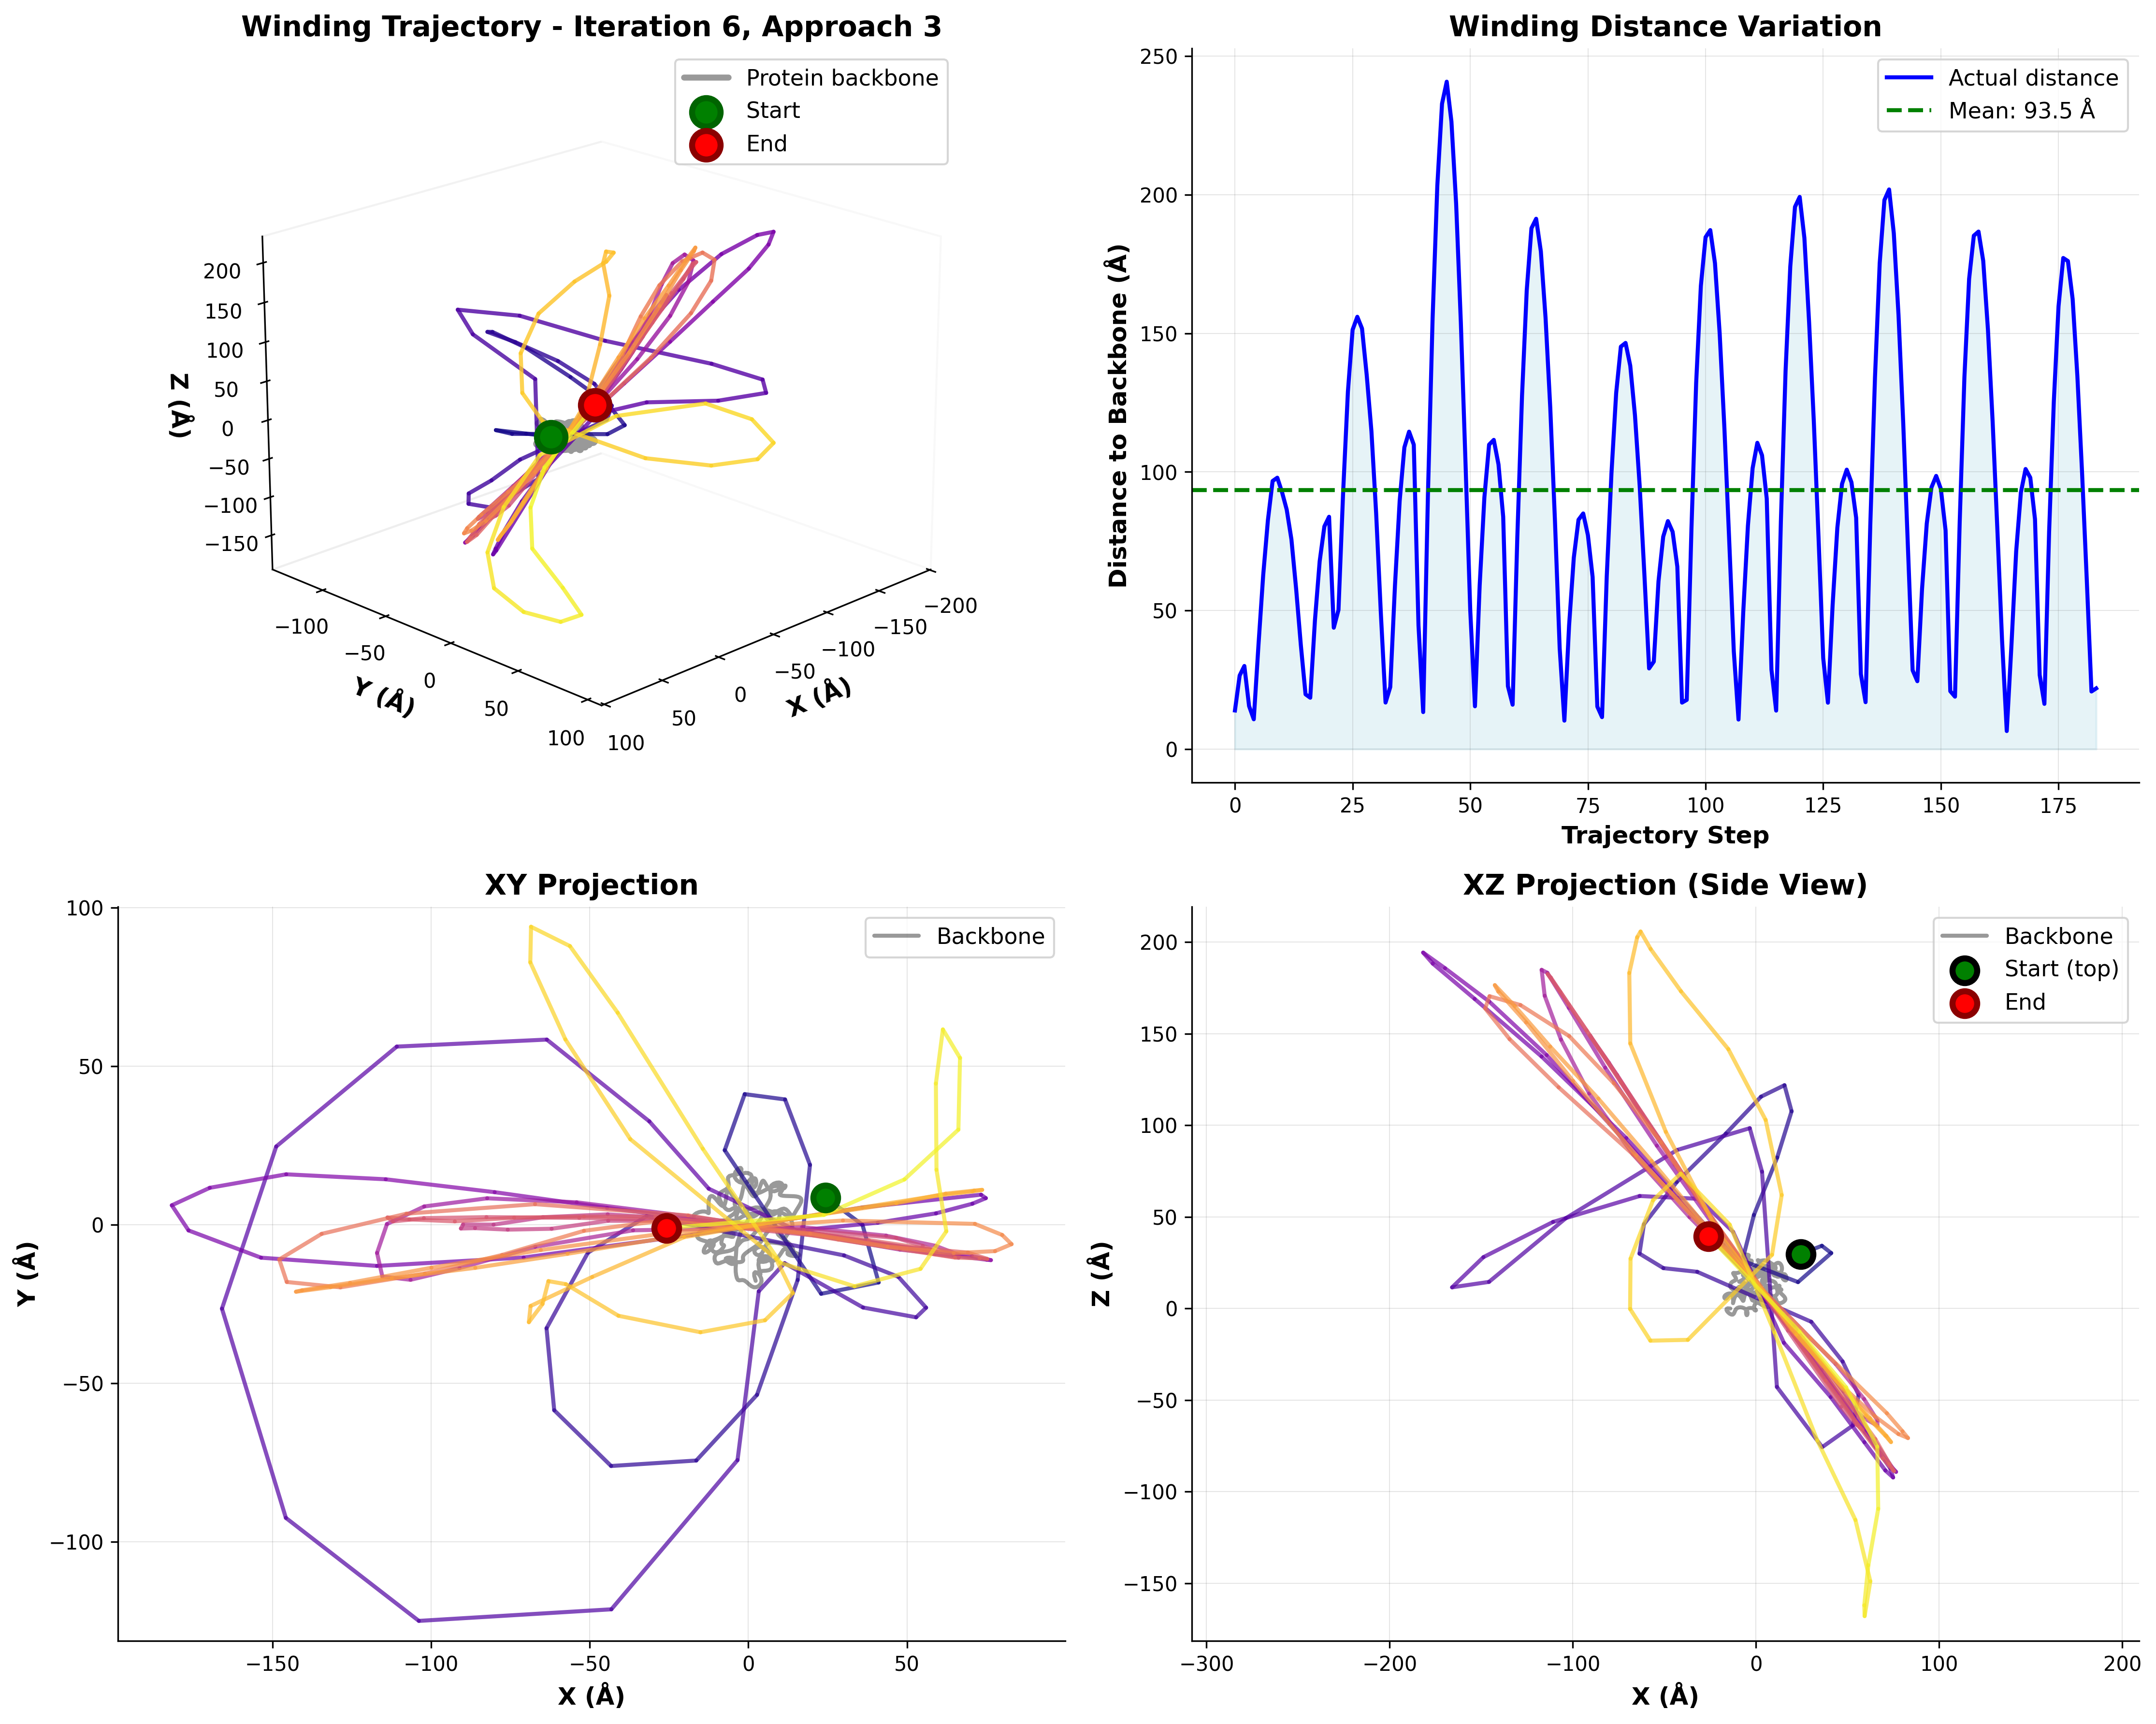 Winding Trajectory - Iteration 6, Approach 3
Protein backbone
Start
End
200
150
100
50
0
−50
−100
−150
Z (Å)
−100
−50
0
50
100
Y (Å)
100
50
0
−50
−100
−150
−200
X (Å)
Winding Distance Variation
Actual distance
Mean: 93.5 Å
250
200
150
100
50
0
Distance to Backbone (Å)
0
25
50
75
100
125
150
175
Trajectory Step
XY Projection
Backbone
100
50
0
−50
−100
Y (Å)
−150
−100
−50
0
50
X (Å)
XZ Projection (Side View)
Backbone
Start (top)
End
200
150
100
50
0
−50
−100
−150
Z (Å)
−300
−200
−100
0
100
200
X (Å)